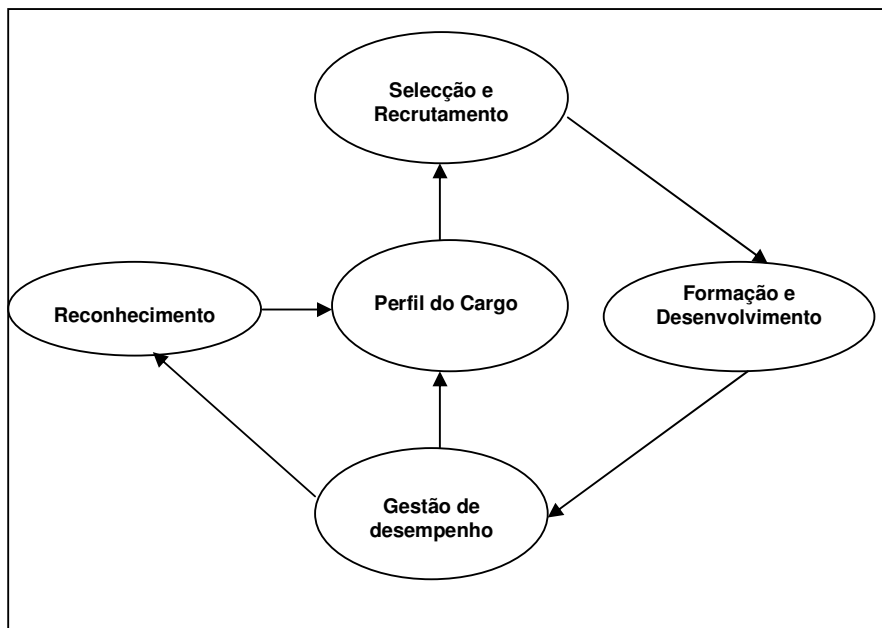 Selecção e
Recrutamento
Perfil do Cargo
Reconhecimento
Formação e
Desenvolvimento
Gestão de
desempenho